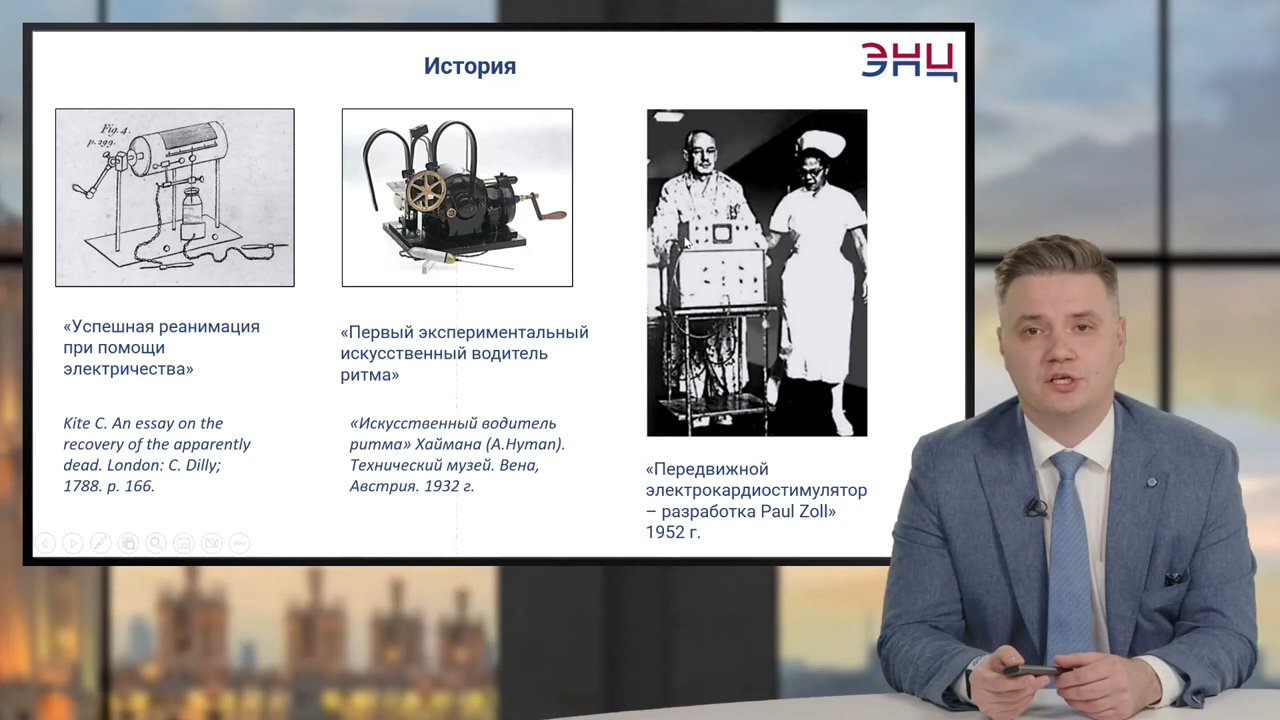 История
ЭНЦ
Fig. 4.
p. 299.
«Успешная реанимация
при помощи
электричества»
Kite C. An essay on the
recovery of the apparently
dead. London: C. Dilly;
1788. p. 166.
«Первый экспериментальный
искусственный водитель
ритма»
«Искусственный водитель
ритма» Хаймана (A.Hyman).
Технический музей. Вена,
Австрия. 1932 г.
«Передвижной
электрокардиостимулятор
– разработка Paul Zoll»
1952 г.